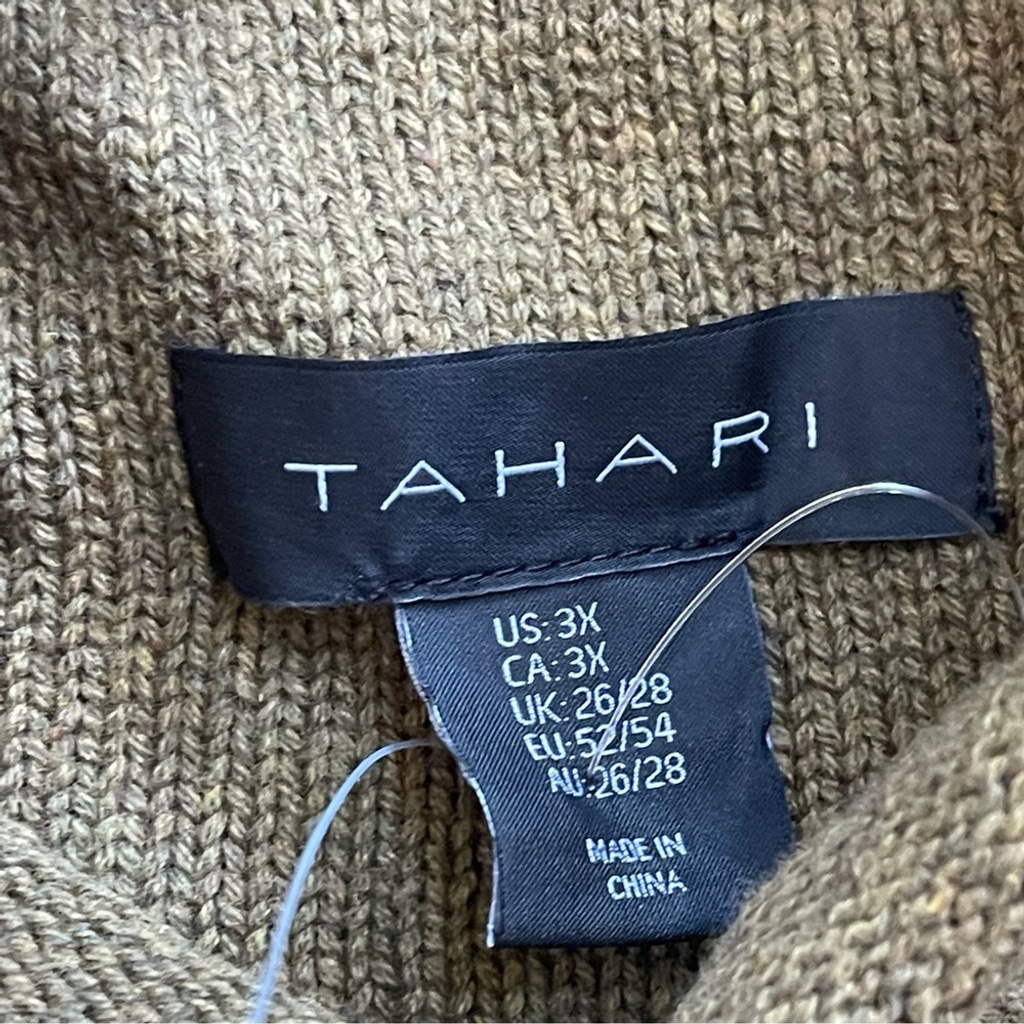 TAHARI
US: 3X
CA: 3X
UK: 26/28
EU: 52/54
AU: 26/28
MADE IN
CHINA